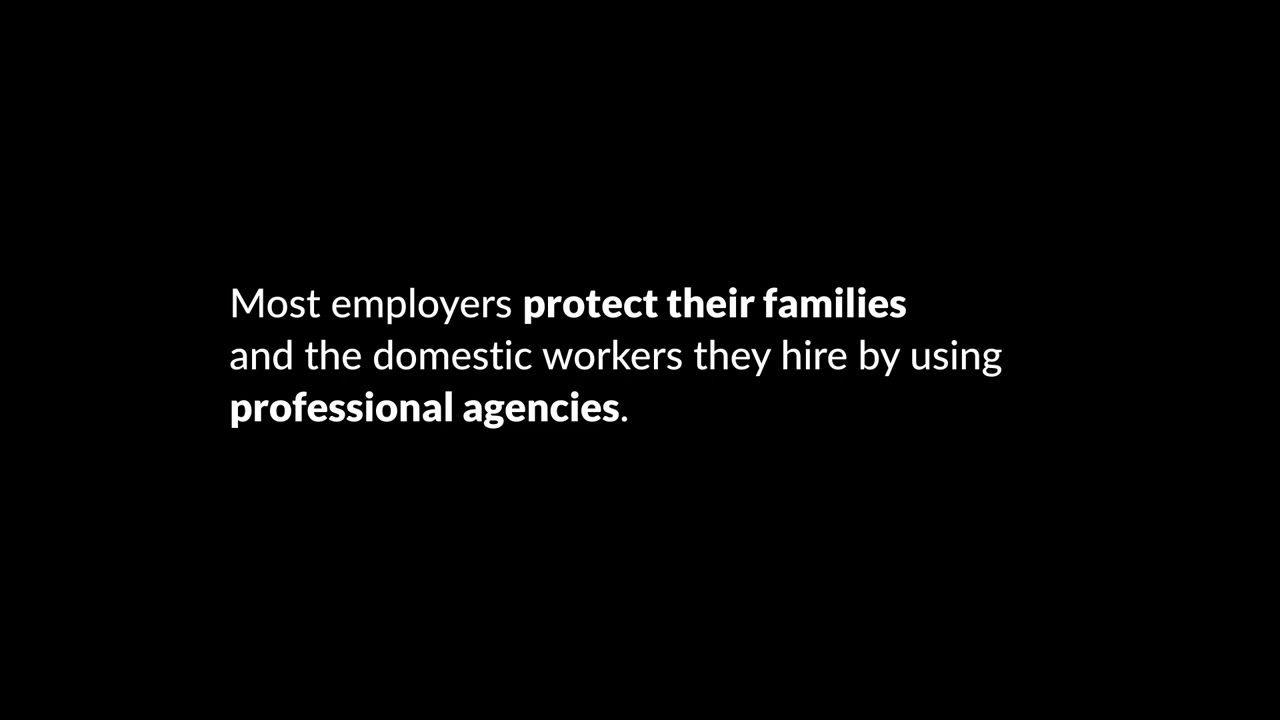 Most employers protect their families
and the domestic workers they hire by using
professional agencies.